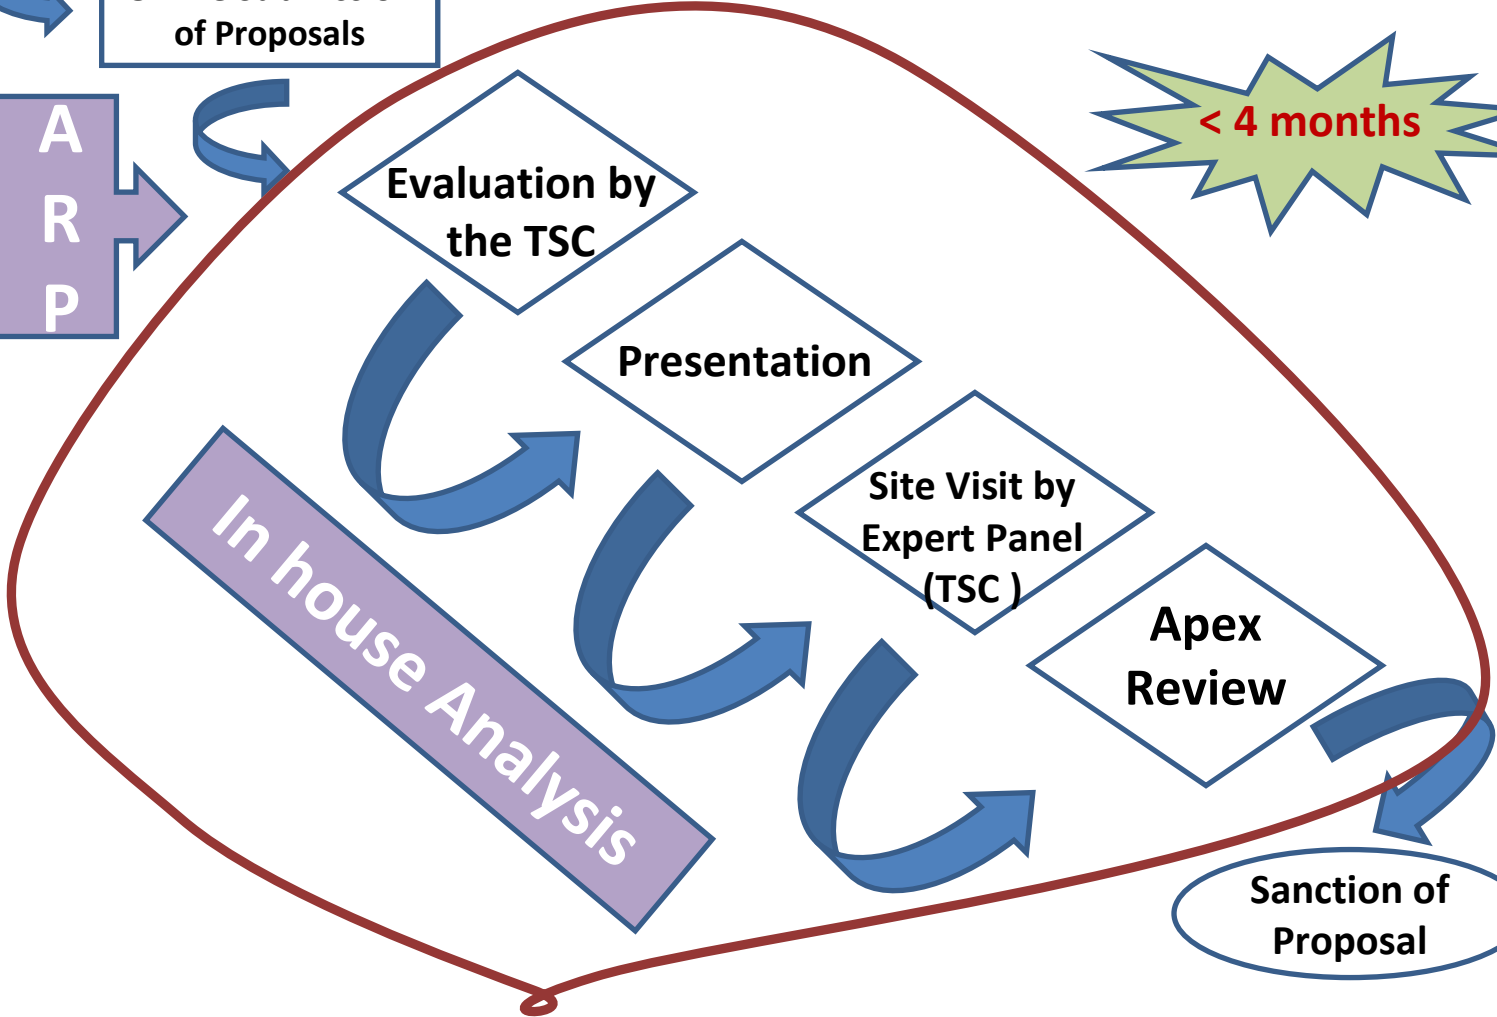 of Proposals
A
R
P
< 4 months
Evaluation by
the TSC
Presentation
Site Visit by
Expert Panel
(TSC )
Apex
Review
In house Analysis
Sanction of
Proposal